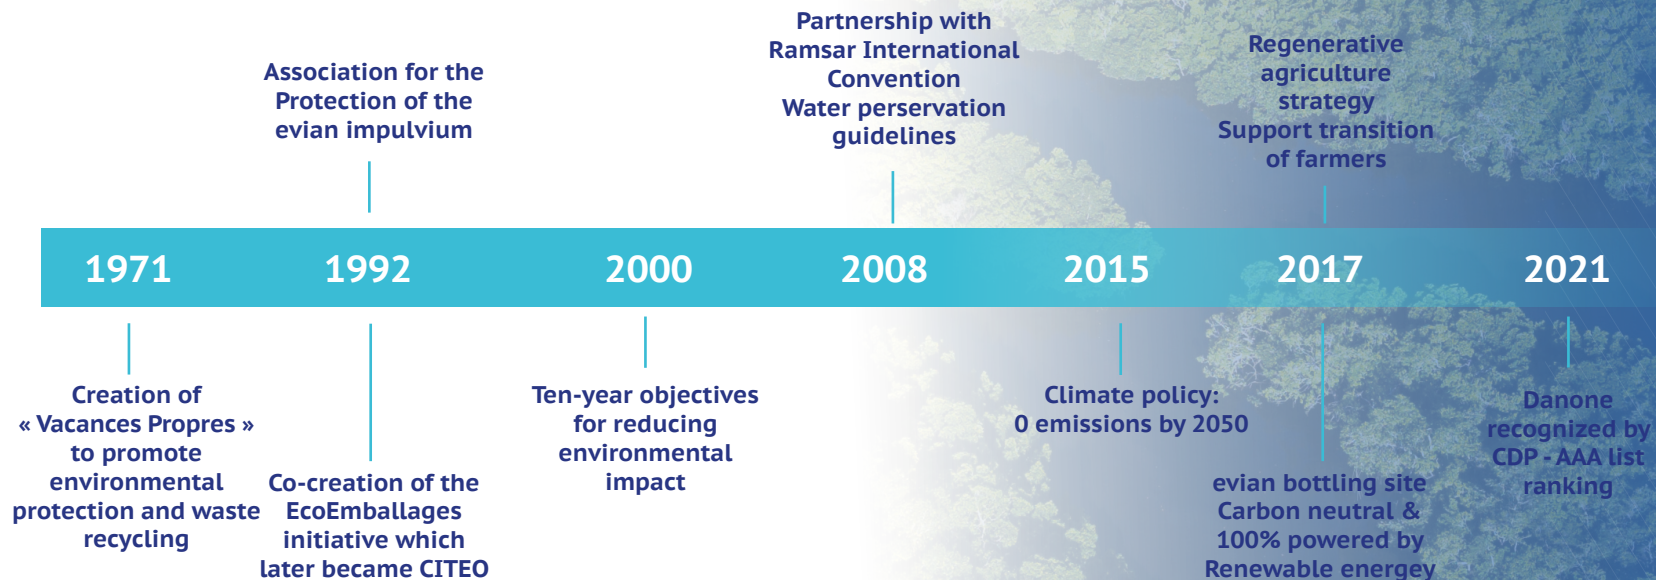 Association for the
Protection of the
evian impulvium
Partnership with
Ramsar International
Convention
Water perservation
guidelines
Regenerative
agriculture
strategy
Support transition
of farmers
1971
1992
2000
2008
2015
2017
2021
Creation of
« Vacances Propres »
to promote
environmental
protection and waste
recycling
Co-creation of the
EcoEmballages
initiative which
later became CITEO
Ten-year objectives
for reducing
environmental
impact
Climate policy:
0 emissions by 2050
evian bottling site
Carbon neutral &
100% powered by
Renewable energey
Danone
recognized by
CDP - AAA list
ranking